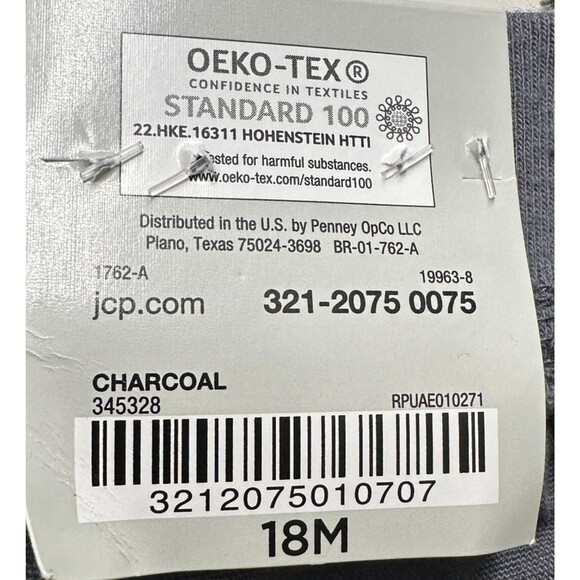 OEKO-TEX®
CONFIDENCE IN TEXTILES
STANDARD 100
22.HKE.16311 HOHENSTEIN HTTI
for harmful substances.
www.oeko-tex.com/standard100
Distributed in the U.S. by Penney OpCo LLC
Plano, Texas 75024-3698 BR-01-762-A
1762-A 19963-8
jcp.com 321-2075 0075
CHARCOAL
345328 RPUAE010271
3212075010707
18M